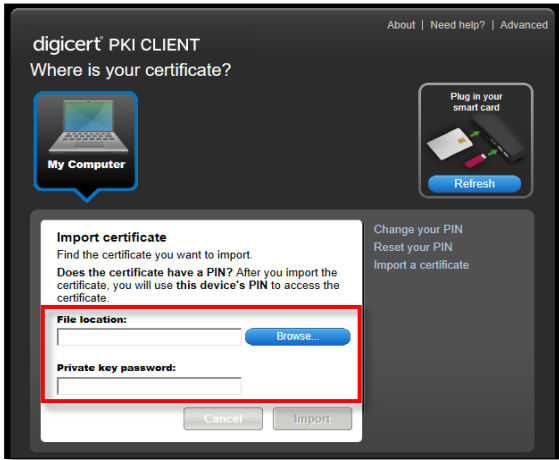 About | Need help? | Advanced
digicert® PKI CLIENT
Where is your certificate?
Plug in your
smart card
My Computer
Refresh
Import certificate
Find the certificate you want to import.
Does the certificate have a PIN? After you import the
certificate, you will use this device's PIN to access the
certificate.
File location:
Browse...
Private key password:
Cancel
Import
Change your PIN
Reset your PIN
Import a certificate